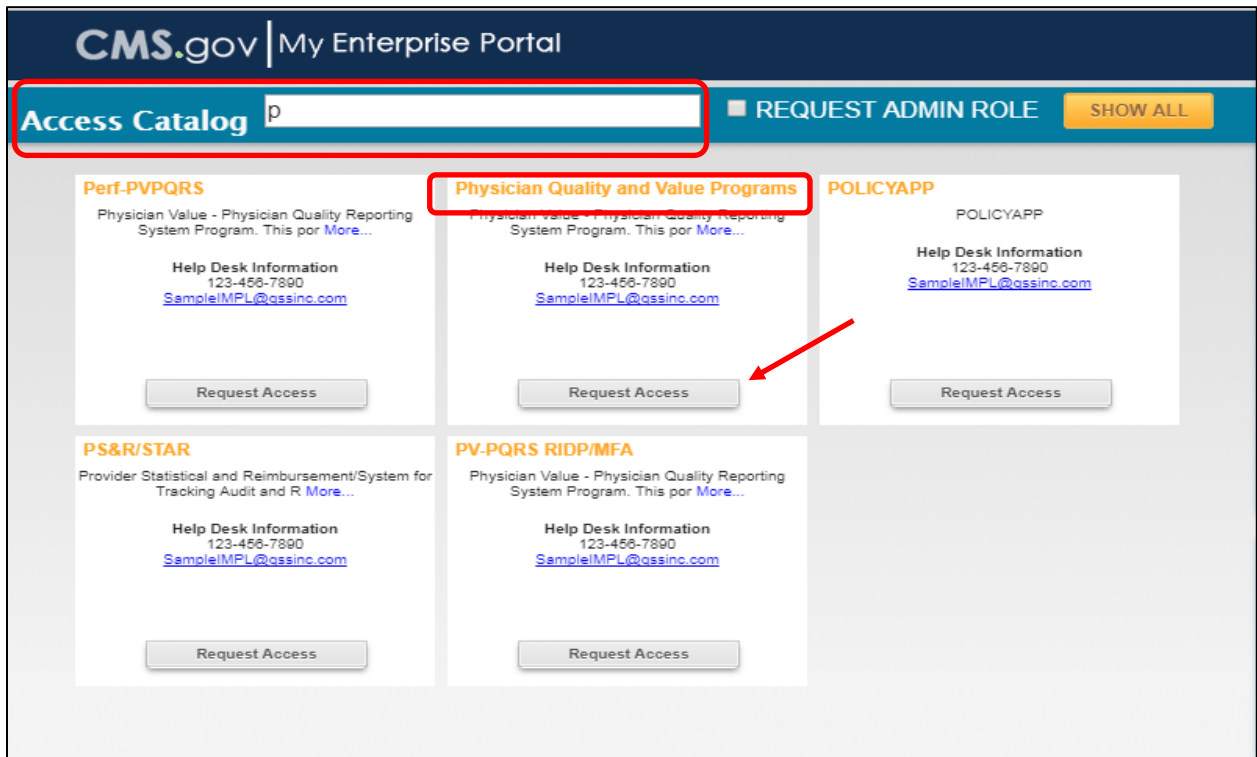 CMS.gov My Enterprise Portal
Access Catalog p REQUEST ADMIN ROLE SHOW ALL
Perf-PVPQRS
Physician Value - Physician Quality Reporting
System Program. This por More...
Help Desk Information
123-456-7890
SampleIMPL@qssinc.com
Request Access
Physician Quality and Value Programs
Physician Value - Physician Quality Reporting
System Program. This por More...
Help Desk Information
123-456-7890
SampleIMPL@qssinc.com
Request Access
POLICYAPP
POLICYAPP
Help Desk Information
123-456-7890
SampleIMPL@qssinc.com
Request Access
PS&R/STAR
Provider Statistical and Reimbursement/System for
Tracking Audit and R More...
Help Desk Information
123-456-7890
SampleIMPL@qssinc.com
Request Access
PV-PQRS RIDP/MFA
Physician Value - Physician Quality Reporting
System Program. This por More...
Help Desk Information
123-456-7890
SampleIMPL@qssinc.com
Request Access